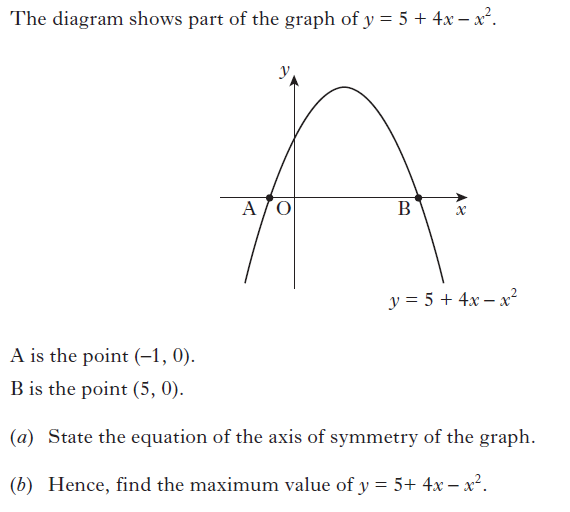 The diagram shows part of the graph of y = 5 + 4x – x².
y
A O B x
y = 5 + 4x – x²
A is the point (–1, 0).
B is the point (5, 0).
(a) State the equation of the axis of symmetry of the graph.
(b) Hence, find the maximum value of y = 5+ 4x – x².